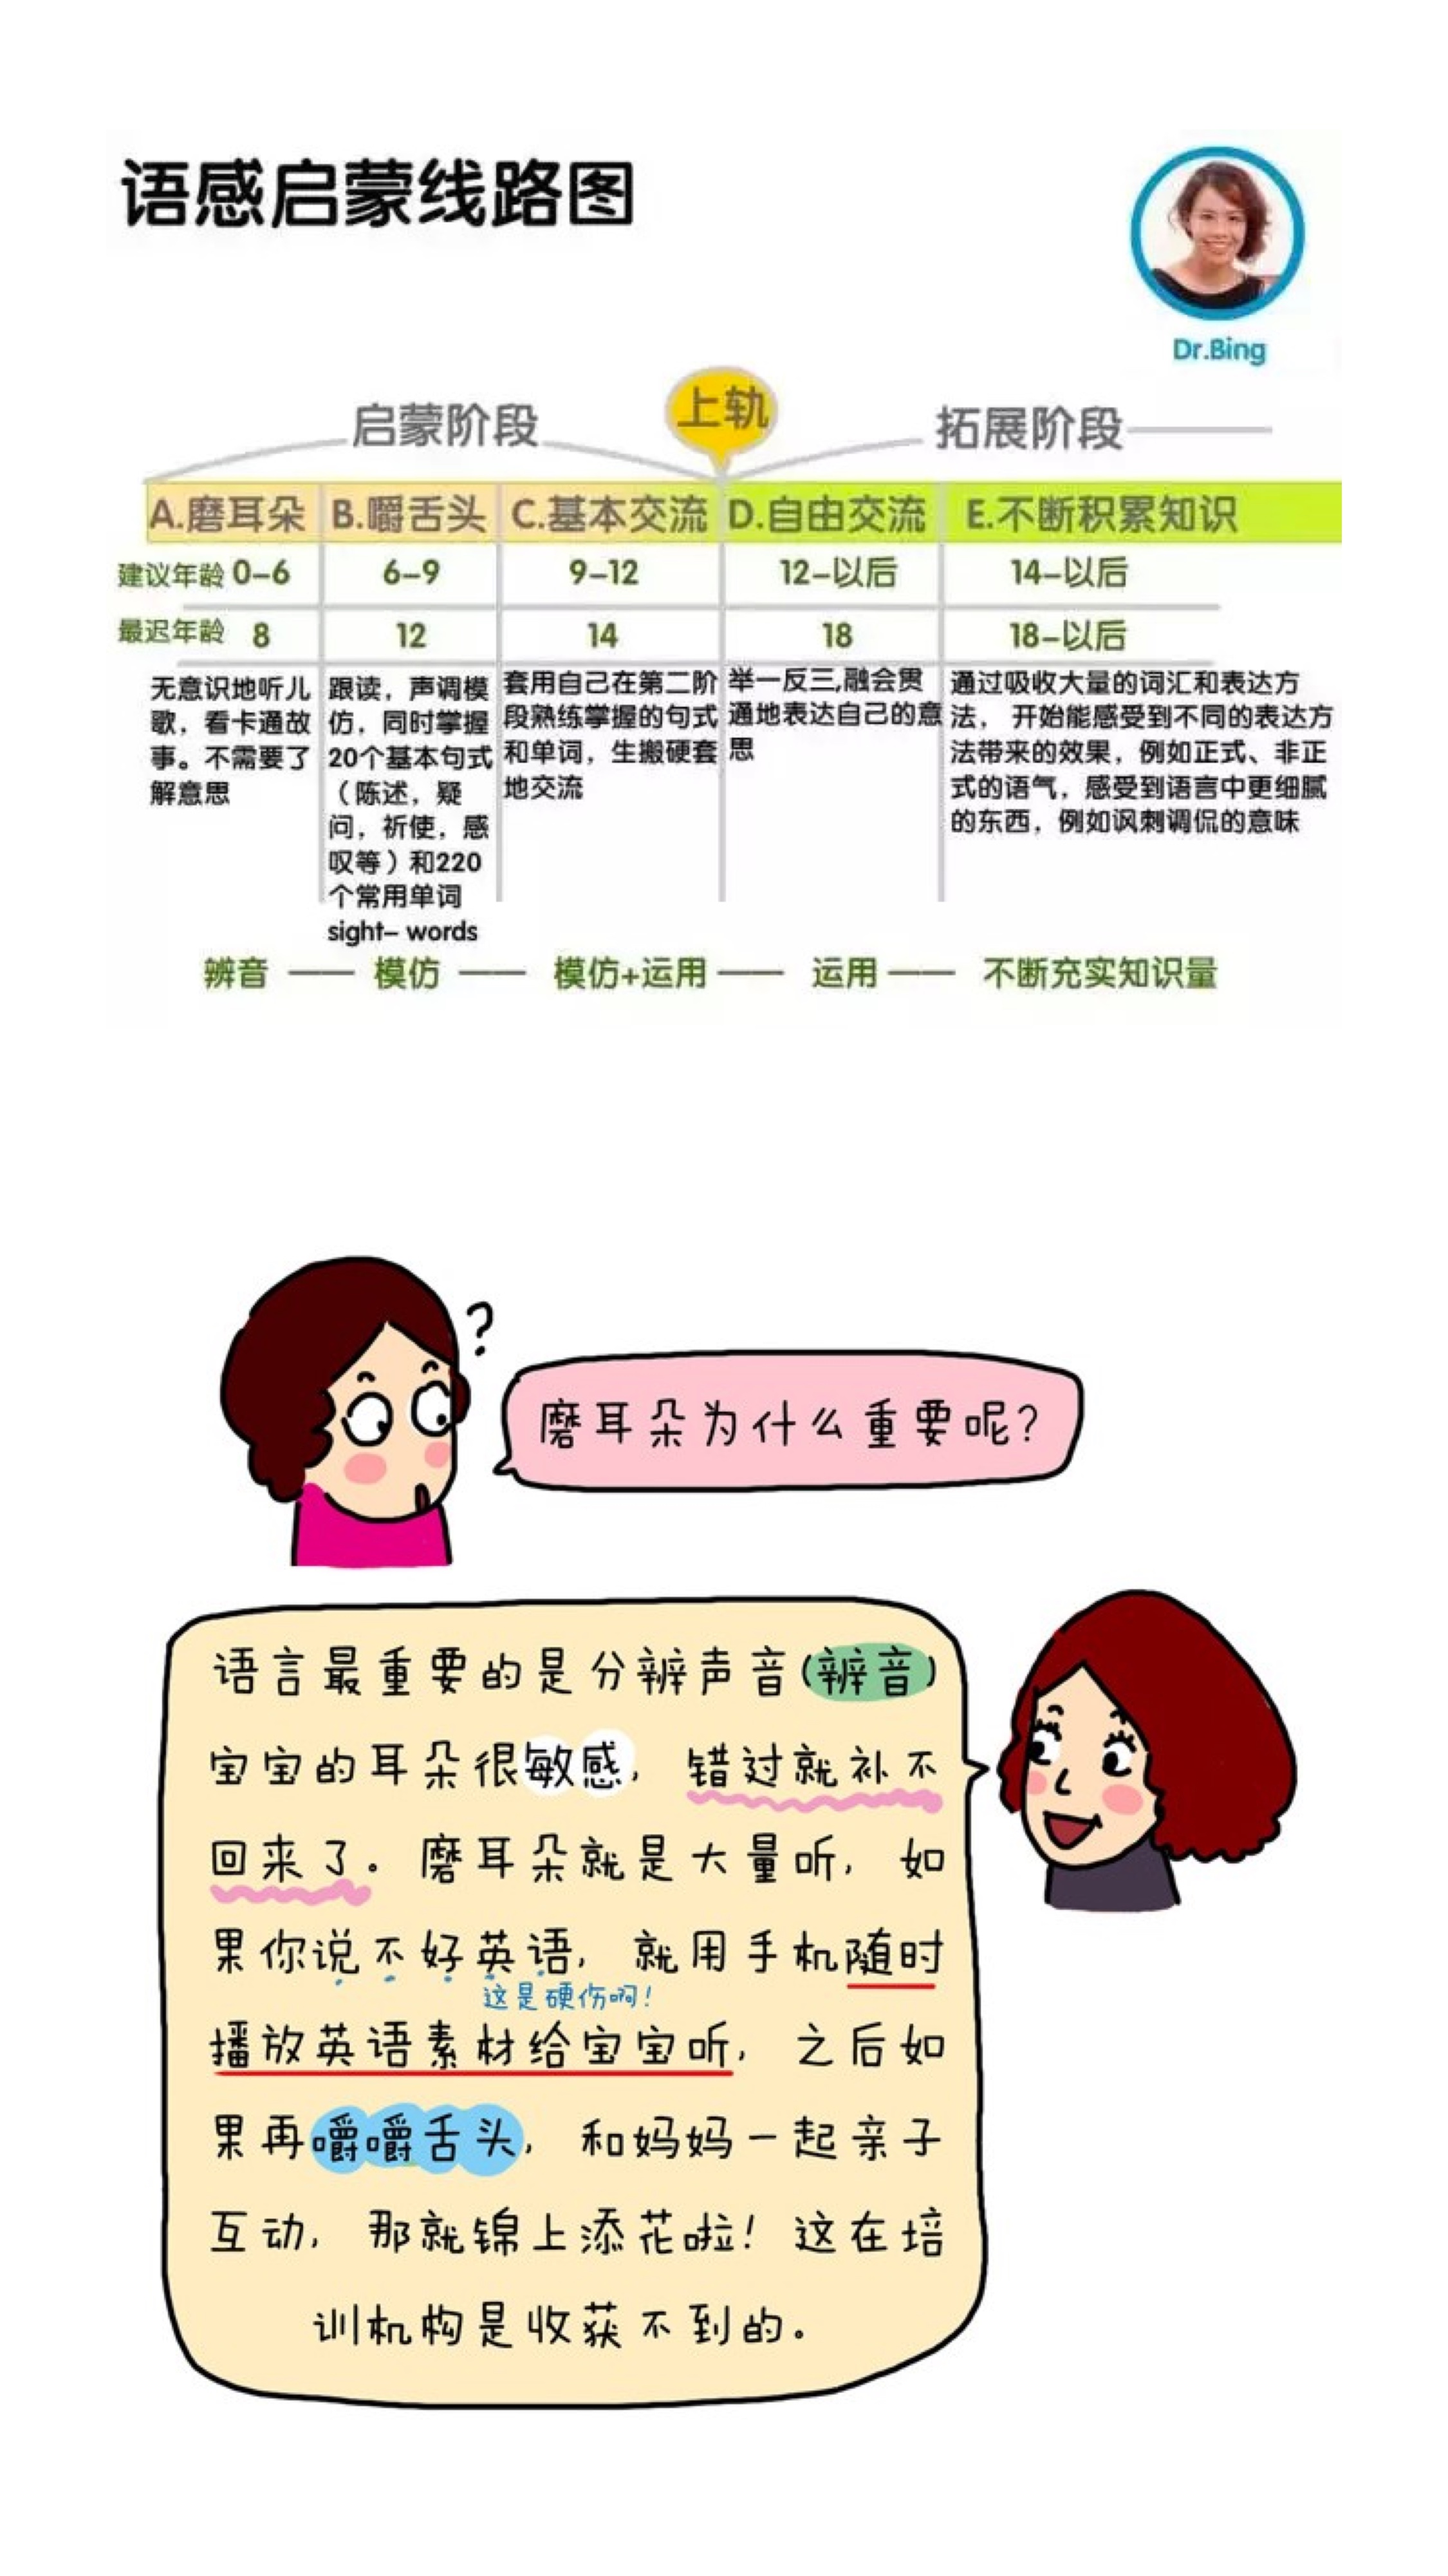 语感启蒙线路图
Dr.Bing
启蒙阶段
上轨
拓展阶段
A.磨耳朵 B.嚼舌头 C.基本交流 D.自由交流 E.不断积累知识
建议年龄 0-6 6-9 9-12 12-以后 14-以后
最迟年龄 8 12 14 18 18-以后
无意识地听儿
歌，看卡通故
事。不需要了
解意思
跟读，声调模
仿，同时掌握
20个基本句式
（陈述，疑
问，祈使，感
叹等）和220
个常用单词
sight- words
套用自己在第二阶
段熟练掌握的句式
和单词，生搬硬套
地交流
举一反三,融会贯
通地表达自己的意
思
通过吸收大量的词汇和表达方
法， 开始能感受到不同的表达方
法带来的效果，例如正式、非正
式的语气，感受到语言中更细腻
的东西，例如讽刺调侃的意味
辨音 —— 模仿 —— 模仿+运用 —— 运用 —— 不断充实知识量
?
磨耳朵为什么重要呢?
语言最重要的是分辨声音(辨音)
宝宝的耳朵很敏感，错过就补不
回来了。磨耳朵就是大量听，如
果你说不好英语，就用手机随时
这是硬伤啊!
播放英语素材给宝宝听，之后如
果再嚼嚼舌头，和妈妈一起亲子
互动，那就锦上添花啦!这在培
训机构是收获不到的。